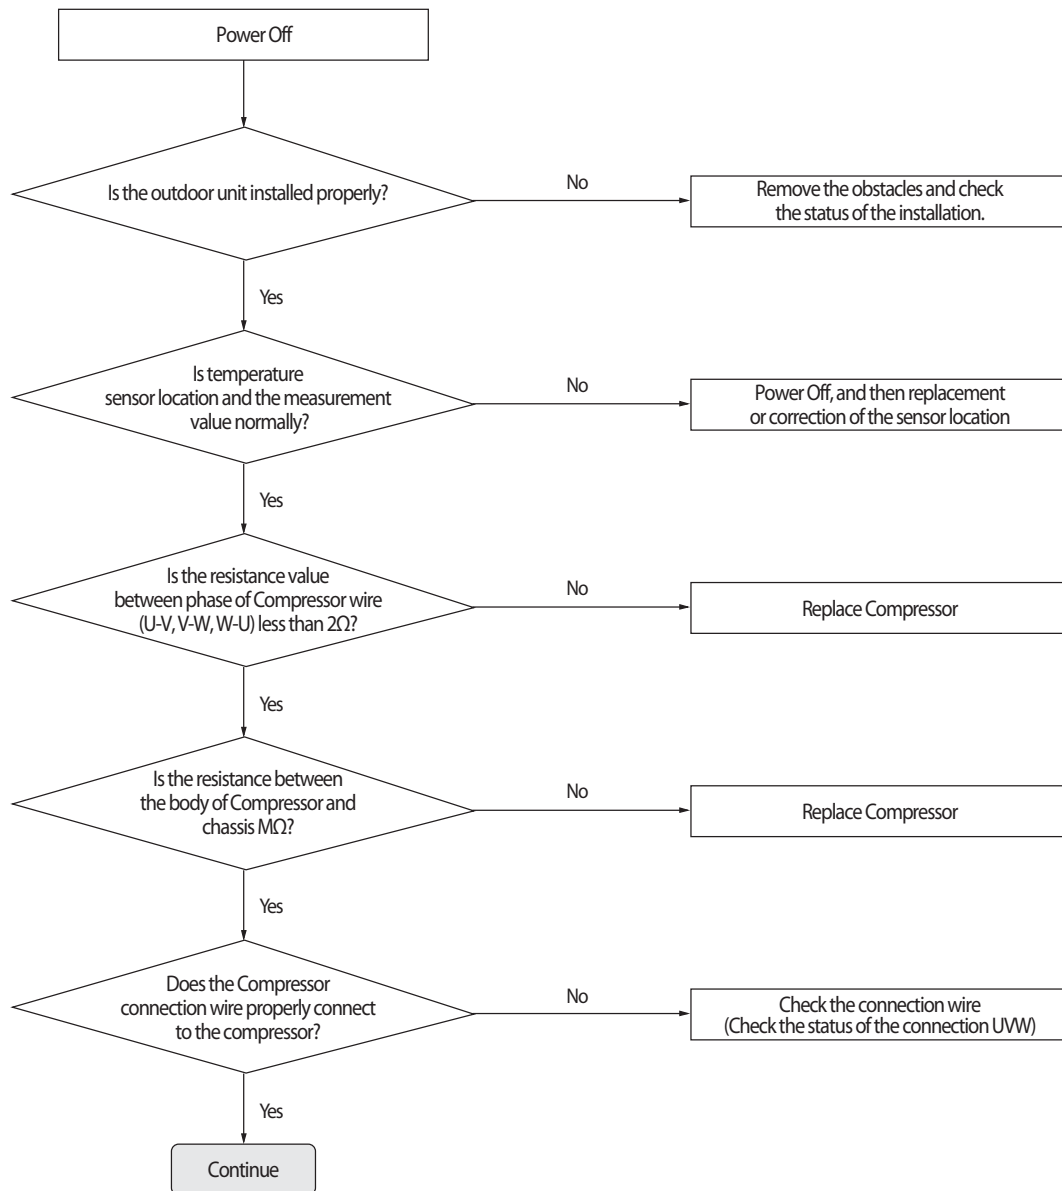 Power Off
Is the outdoor unit installed properly?
No
Remove the obstacles and check
the status of the installation.
Yes
Is temperature
sensor location and the measurement
value normally?
No
Power Off, and then replacement
or correction of the sensor location
Yes
Is the resistance value
between phase of Compressor wire
(U-V, V-W, W-U) less than 2Ω?
No
Replace Compressor
Yes
Is the resistance between
the body of Compressor and
chassis MΩ?
No
Replace Compressor
Yes
Does the Compressor
connection wire properly connect
to the compressor?
No
Check the connection wire
(Check the status of the connection UVW)
Yes
Continue